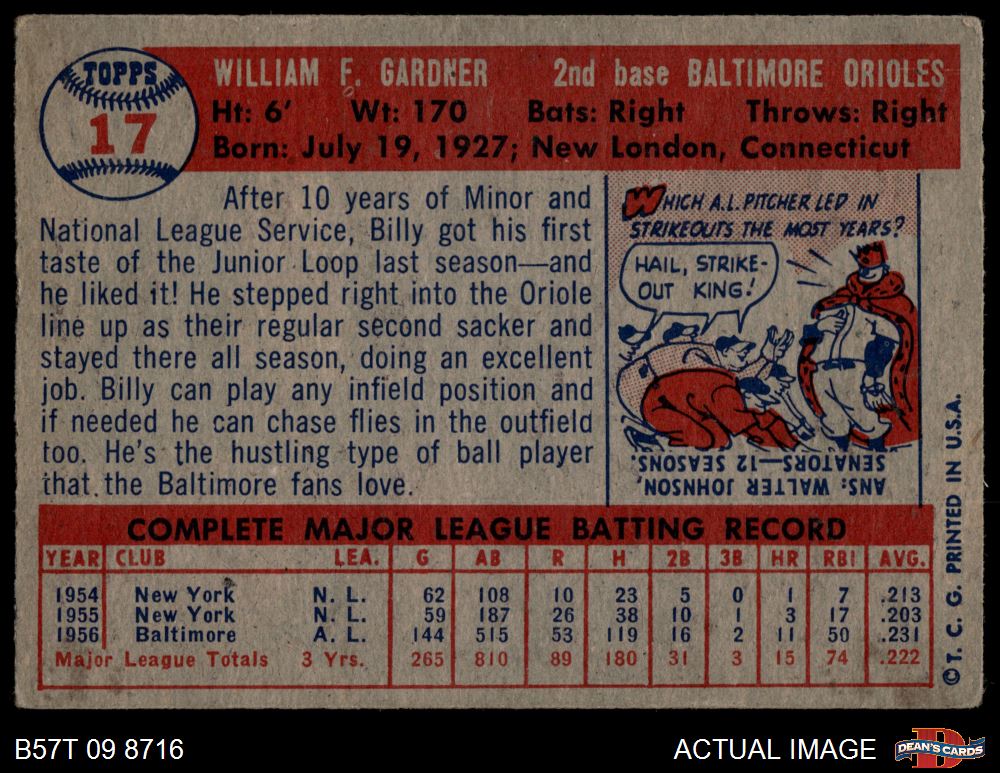 TOPPS
17
WILLIAM F. GARDNER 2nd base BALTIMORE ORIOLES
Ht: 6' Wt: 170 Bats: Right Throws: Right
Born: July 19, 1927; New London, Connecticut
After 10 years of Minor and
National League Service, Billy got his first
taste of the Junior Loop last season—and
he liked it! He stepped right into the Oriole
line up as their regular second sacker and
stayed there all season, doing an excellent
job. Billy can play any infield position and
if needed he can chase flies in the outfield
too. He's the hustling type of ball player
that the Baltimore fans love.
WHICH A.L. PITCHER LED IN
STRIKEOUTS THE MOST YEARS?
HAIL, STRIKE-
OUT KING!
ANS: WALTER JOHNSON,
SENATORS—12 SEASONS.
COMPLETE MAJOR LEAGUE BATTING RECORD
YEAR CLUB LEA. G AB R H 2B 3B HR RBI AVG.
1954 New York N. L. 62 108 10 23 5 0 1 7 .213
1955 New York N. L. 59 187 26 38 10 1 3 17 .203
1956 Baltimore A. L. 144 515 53 119 16 2 11 50 .231
Major League Totals 3 Yrs. 265 810 89 180 31 3 15 74 .222
©T. C. G. PRINTED IN U.S.A.
B57T 09 8716
ACTUAL IMAGE
DEAN'S CARDS